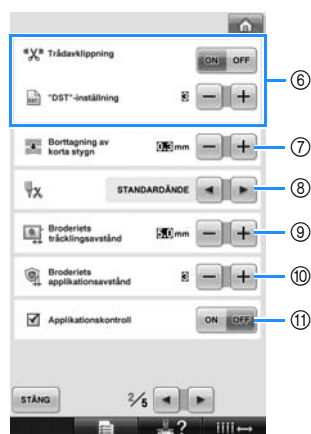 Trådavklippning ON OFF ⑥
DST "DST"-inställning 3 − +
Borttagning av
korta stygn 0.3 mm − + ⑦
STANDARDÄNDE ⑧
Broderiets
tråcklingsavstånd 5.0 mm − + ⑨
Broderiets
applikationsavstånd 3 − + ⑩
Applikationskontroll ON OFF ⑪
STÄNG 2/5
?